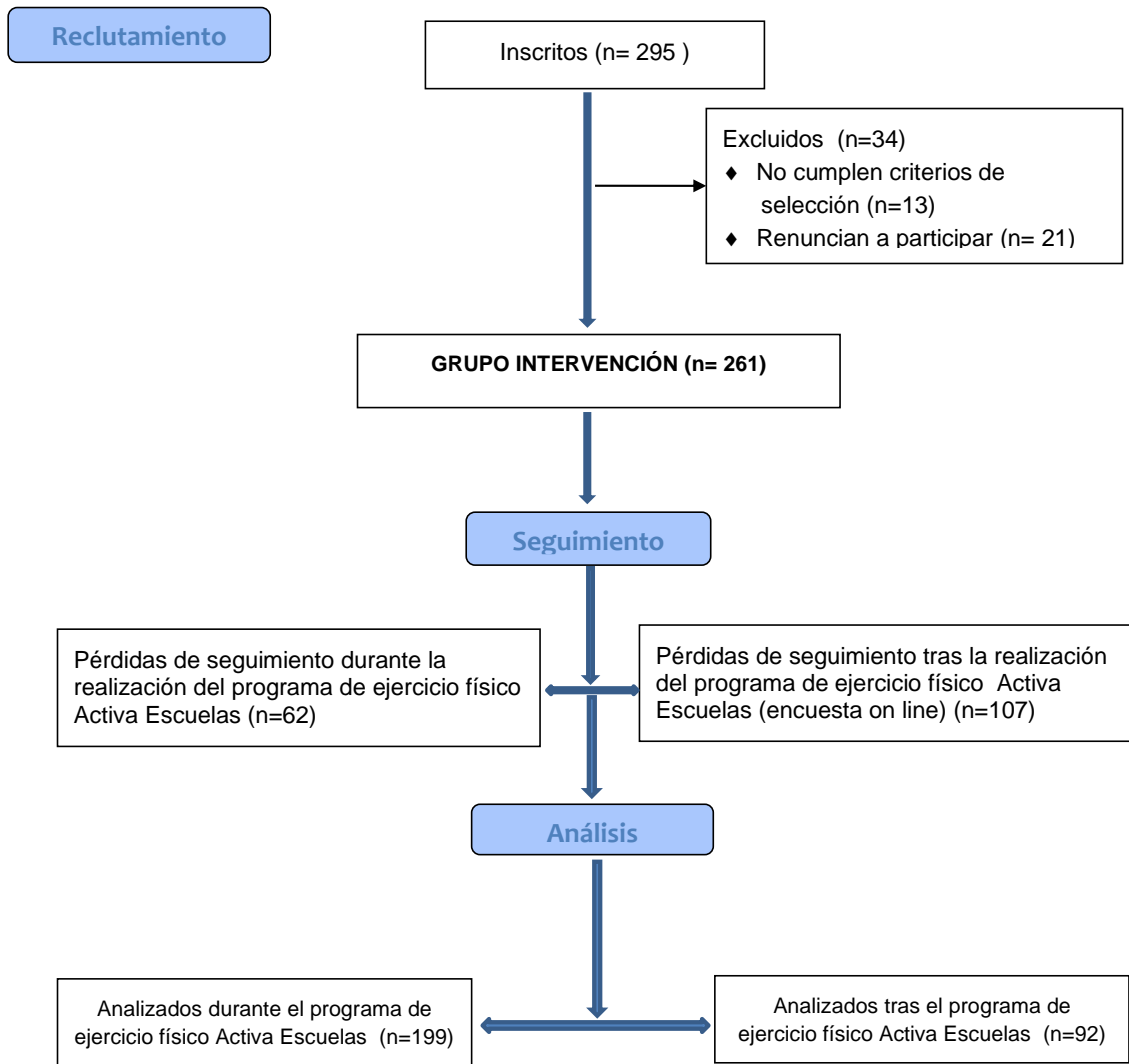 Reclutamiento
Inscritos (n= 295 )
Excluidos (n=34)
♦ No cumplen criterios de
selección (n=13)
♦ Renuncian a participar (n= 21)
GRUPO INTERVENCIÓN (n= 261)
Seguimiento
Pérdidas de seguimiento durante la
realización del programa de ejercicio físico
Activa Escuelas (n=62)
Pérdidas de seguimiento tras la realización
del programa de ejercicio físico Activa
Escuelas (encuesta on line) (n=107)
Análisis
Analizados durante el programa de
ejercicio físico Activa Escuelas (n=199)
Analizados tras el programa de
ejercicio físico Activa Escuelas (n=92)